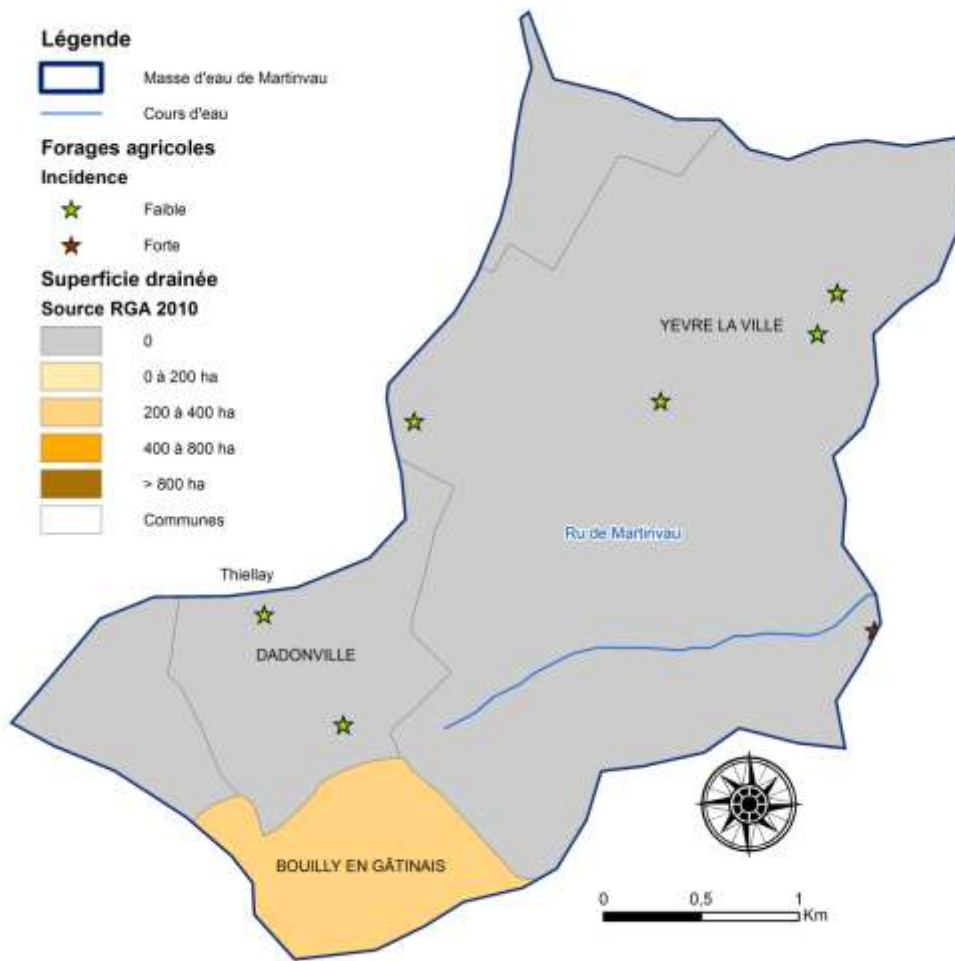 Légende
Masse d'eau de Martinvau
Cours d'eau
Forages agricoles
Incidence
Faible
Forte
Superficie drainée
Source RGA 2010
0
0 à 200 ha
200 à 400 ha
400 à 800 ha
> 800 ha
Communes
YEVRE LA VILLE
Ru de Martinvau
Thiellay
DADONVILLE
BOUILLY EN GÂTINAIS
0 0,5 1
Km